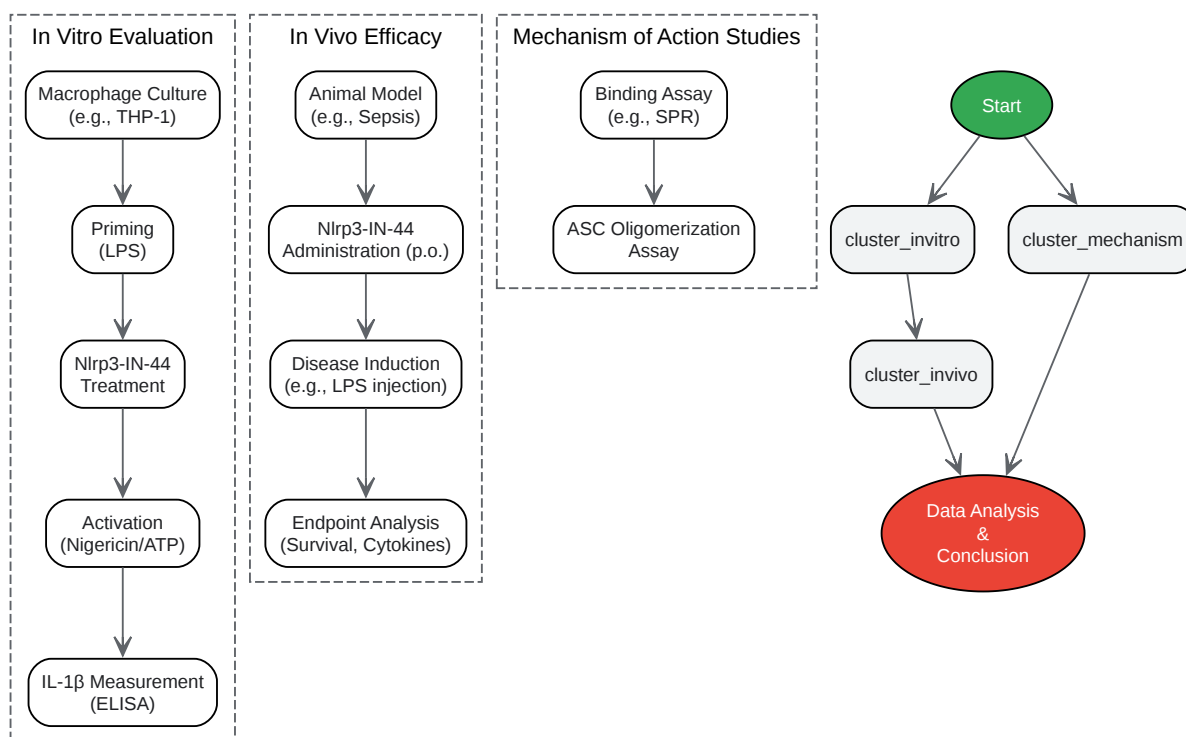 In Vitro Evaluation
Macrophage Culture
(e.g., THP-1)
Priming
(LPS)
Nlrp3-IN-44
Treatment
Activation
(Nigericin/ATP)
IL-1β Measurement
(ELISA)
In Vivo Efficacy
Animal Model
(e.g., Sepsis)
Nlrp3-IN-44
Administration (p.o.)
Disease Induction
(e.g., LPS injection)
Endpoint Analysis
(Survival, Cytokines)
Mechanism of Action Studies
Binding Assay
(e.g., SPR)
ASC Oligomerization
Assay
Start
cluster_invitro
cluster_mechanism
cluster_invivo
Data Analysis
&
Conclusion